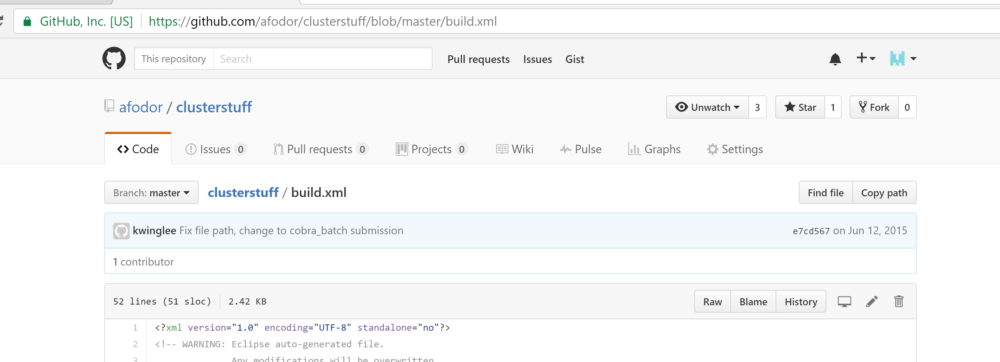 GitHub, Inc. [US] https://github.com/afodor/clusterstuff/blob/master/build.xml
This repository Search Pull requests Issues Gist
afodor / clusterstuff Unwatch 3 Star 1 Fork 0
Code Issues 0 Pull requests 0 Projects 0 Wiki Pulse Graphs Settings
Branch: master clusterstuff / build.xml Find file Copy path
kwinglee Fix file path, change to cobra_batch submission e7cd567 on Jun 12, 2015
1 contributor
52 lines (51 sloc) 2.42 KB Raw Blame History
1 <?xml version="1.0" encoding="UTF-8" standalone="no"?>
2 <!-- WARNING: Eclipse auto-generated file.
3 Any modifications will be overwritten